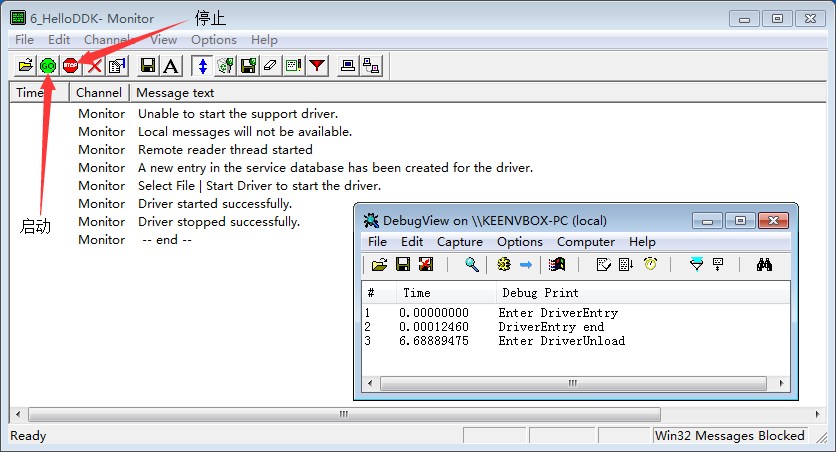 6_HelloDDK- Monitor
停止
File Edit Channels View Options Help
GO STOP A
Time Channel Message text
Monitor Unable to start the support driver.
Monitor Local messages will not be available.
Monitor Remote reader thread started
Monitor A new entry in the service database has been created for the driver.
Monitor Select File | Start Driver to start the driver.
Monitor Driver started successfully.
启动
Monitor Driver stopped successfully.
Monitor -- end --
DebugView on \\KEENVBOX-PC (local)
File Edit Capture Options Computer Help
# Time Debug Print
1 0.00000000 Enter DriverEntry
2 0.00012460 DriverEntry end
3 6.68889475 Enter DriverUnload
Ready Win32 Messages Blocked